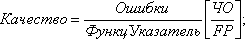 Качество = Ошибки / ФункцУказатель [ЧО / FP];